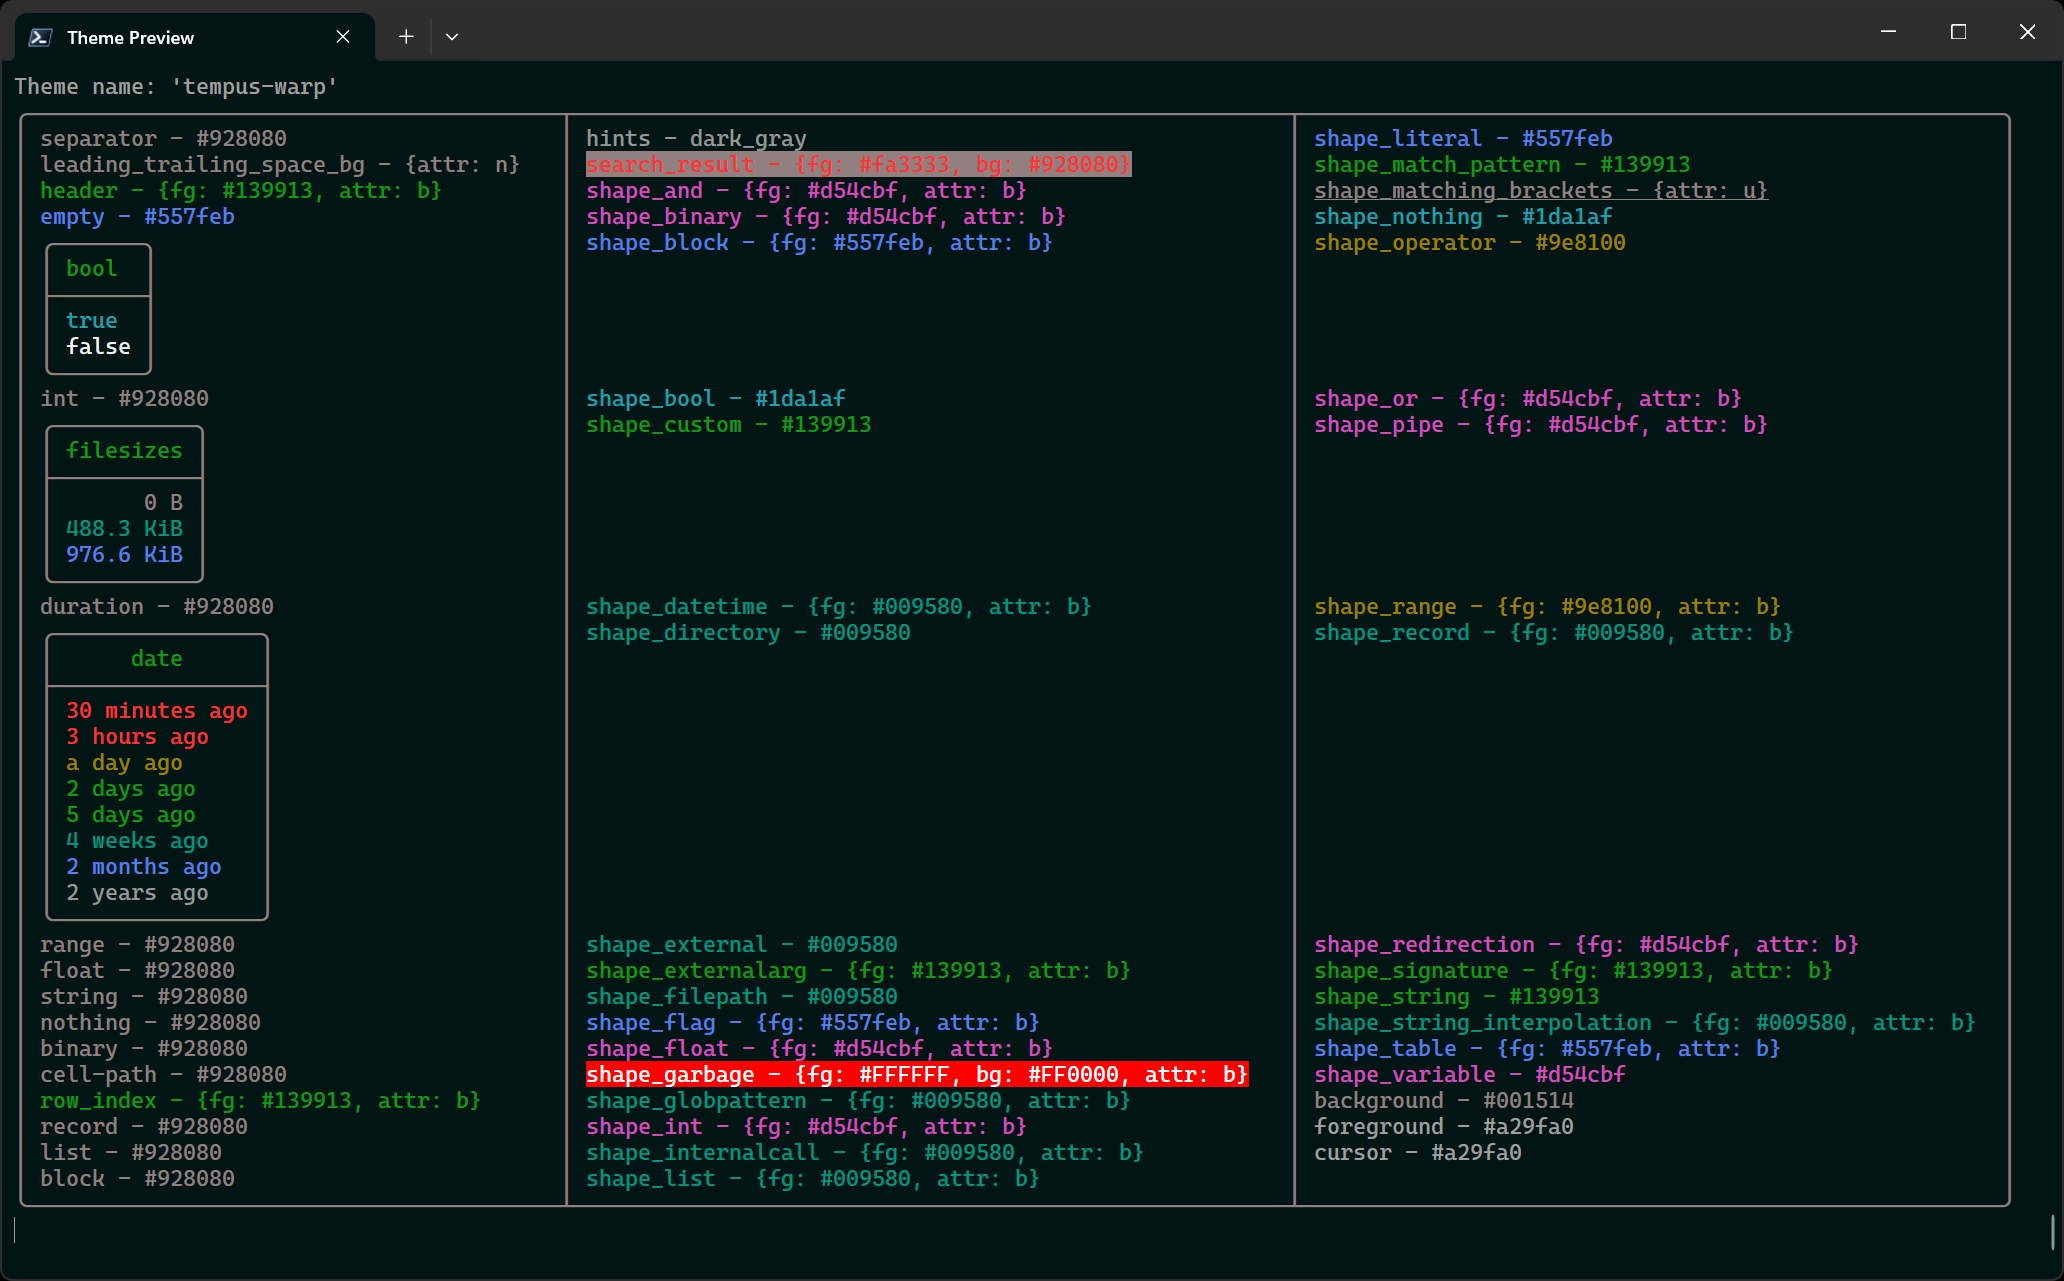 Theme Preview
Theme name: 'tempus-warp'
separator - #928080
leading_trailing_space_bg - {attr: n}
header - {fg: #139913, attr: b}
empty - #557feb
bool
true
false
int - #928080
filesizes
0 B
488.3 KiB
976.6 KiB
duration - #928080
date
30 minutes ago
3 hours ago
a day ago
2 days ago
5 days ago
4 weeks ago
2 months ago
2 years ago
range - #928080
float - #928080
string - #928080
nothing - #928080
binary - #928080
cell-path - #928080
row_index - {fg: #139913, attr: b}
record - #928080
list - #928080
block - #928080
hints - dark_gray
search_result - {fg: #fa3333, bg: #928080}
shape_and - {fg: #d54cbf, attr: b}
shape_binary - {fg: #d54cbf, attr: b}
shape_block - {fg: #557feb, attr: b}
shape_bool - #1da1af
shape_custom - #139913
shape_datetime - {fg: #009580, attr: b}
shape_directory - #009580
shape_external - #009580
shape_externalarg - {fg: #139913, attr: b}
shape_filepath - #009580
shape_flag - {fg: #557feb, attr: b}
shape_float - {fg: #d54cbf, attr: b}
shape_garbage - {fg: #FFFFFF, bg: #FF0000, attr: b}
shape_globpattern - {fg: #009580, attr: b}
shape_int - {fg: #d54cbf, attr: b}
shape_internalcall - {fg: #009580, attr: b}
shape_list - {fg: #009580, attr: b}
shape_literal - #557feb
shape_match_pattern - #139913
shape_matching_brackets - {attr: u}
shape_nothing - #1da1af
shape_operator - #9e8100
shape_or - {fg: #d54cbf, attr: b}
shape_pipe - {fg: #d54cbf, attr: b}
shape_range - {fg: #9e8100, attr: b}
shape_record - {fg: #009580, attr: b}
shape_redirection - {fg: #d54cbf, attr: b}
shape_signature - {fg: #139913, attr: b}
shape_string - #139913
shape_string_interpolation - {fg: #009580, attr: b}
shape_table - {fg: #557feb, attr: b}
shape_variable - #d54cbf
background - #001514
foreground - #a29fa0
cursor - #a29fa0